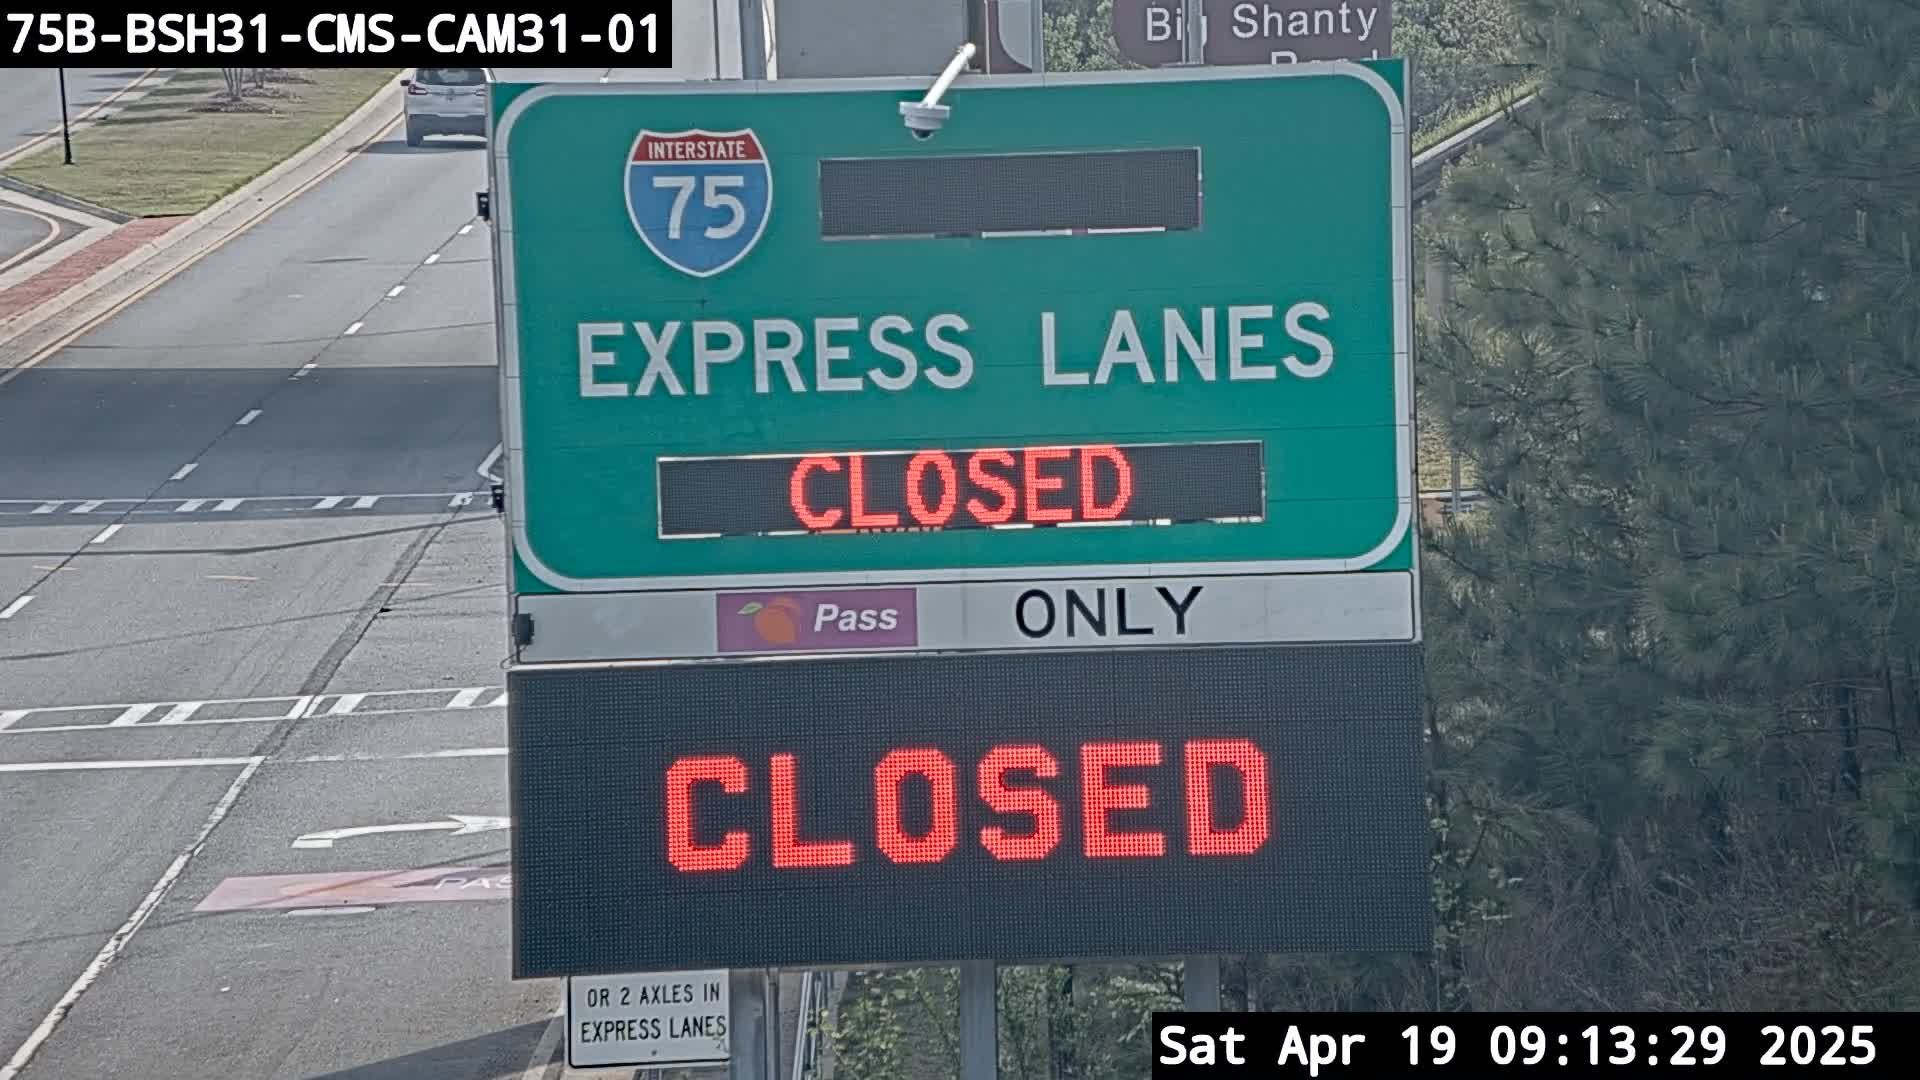 75B-BSH31-CMS-CAM31-01
Big Shanty
INTERSTATE
75
EXPRESS LANES
CLOSED
Pass ONLY
CLOSED
OR 2 AXLES IN
EXPRESS LANES
Sat Apr 19 09:13:29 2025